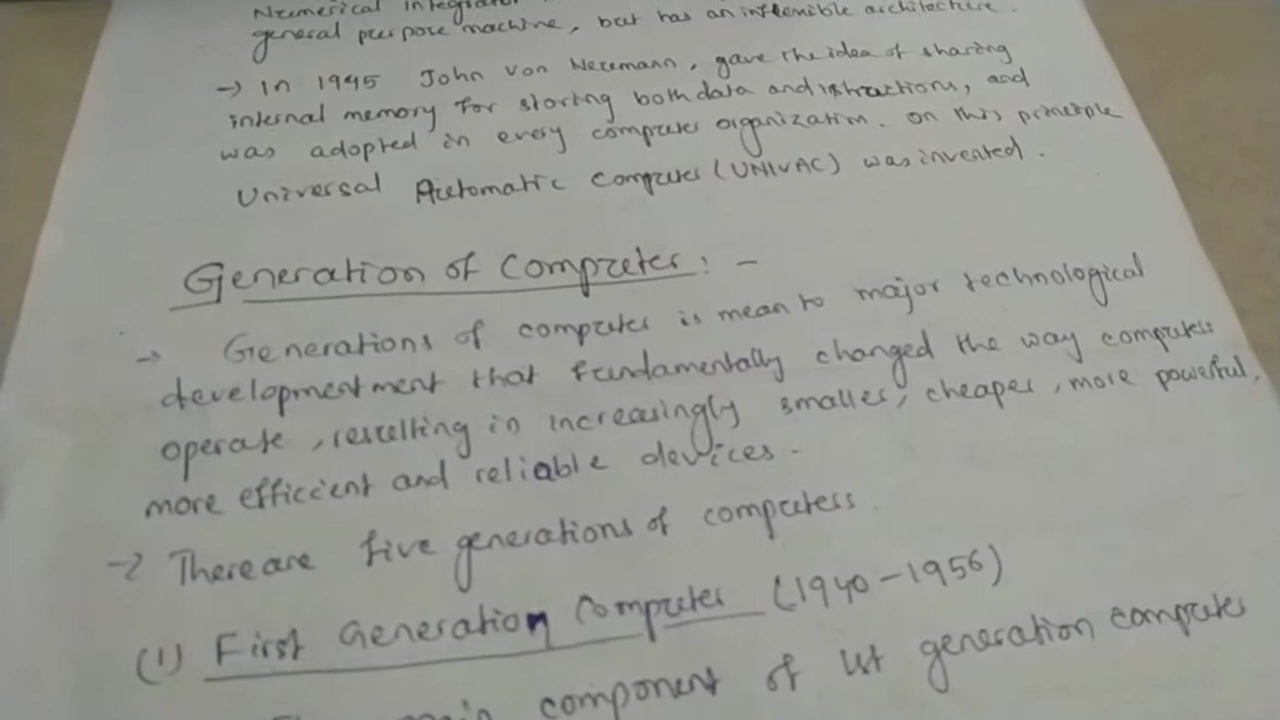 Numerical Integrator
general purpose machine, but has an inflexible architecture.
→ In 1945 John Von Neumann, gave the idea of sharing
internal memory for storing both data and instructions, and
was adopted in every computer organization. on this principle
Universal Automatic Computer (UNIVAC) was invented.
Generation of Computer: -
→ Generations of computer is mean to major technological
developmentment that fundamentally changed the way computers
operate, resulting in increasingly smaller, cheaper, more powerful,
more efficient and reliable devices.
→ There are five generations of computers.
(1) First Generation Computer (1940-1956)
component of 1st generation computer